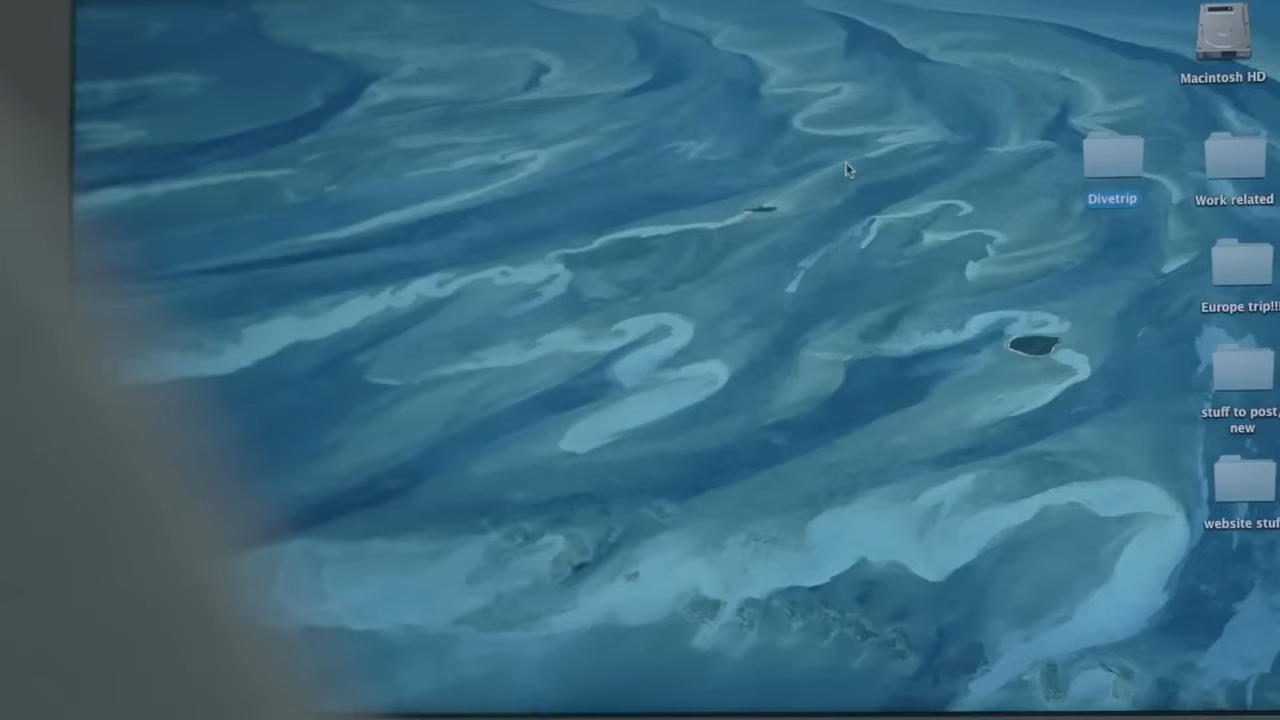 Macintosh HD
Divetrip
Work related
Europe trip!!!
stuff to post,
new
website stuf